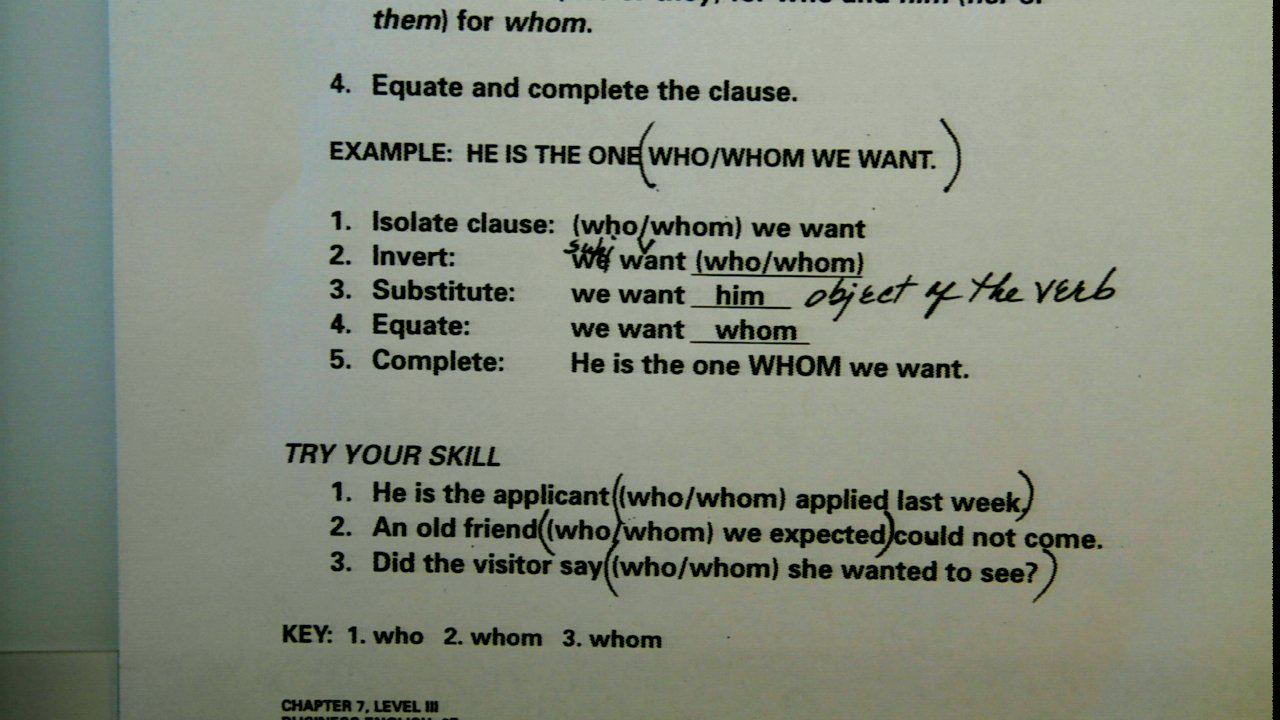 them) for whom.
4. Equate and complete the clause.
EXAMPLE: HE IS THE ONE (WHO/WHOM WE WANT.)
1. Isolate clause: (who/whom) we want
subj v
2. Invert: we want (who/whom)
3. Substitute: we want him object of the verb
4. Equate: we want whom
5. Complete: He is the one WHOM we want.
TRY YOUR SKILL
1. He is the applicant ((who/whom) applied last week.)
2. An old friend ((who/whom) we expected) could not come.
3. Did the visitor say ((who/whom) she wanted to see?)
KEY: 1. who 2. whom 3. whom
CHAPTER 7, LEVEL III